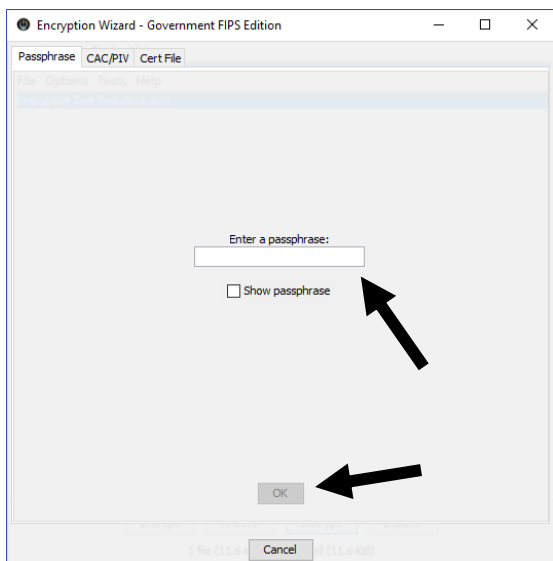 Encryption Wizard - Government FIPS Edition
Passphrase CAC/PIV Cert File
File Options Tools Help
Enter a passphrase:
Show passphrase
OK
Cancel